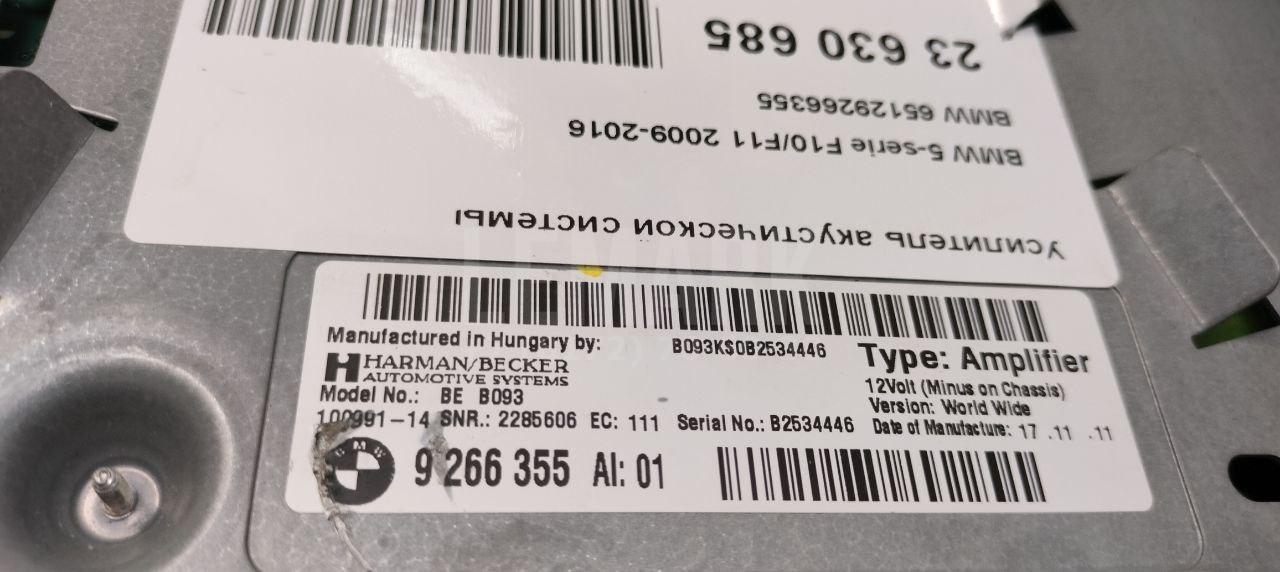 Усилитель акустической системы
BMW 5-serie F10/F11 2009-2016
BMW 65129266355
23 630 685
Manufactured in Hungary by:
B093K$0B2534446
Type: Amplifier
HARMAN/BECKER
AUTOMOTIVE SYSTEMS
12Volt (Minus on Chassis)
Model No.: BE B093
Version: World Wide
100991-14 SNR.: 2285606 EC: 111 Serial No.: B2534446
Date of Manufacture: 17 .11 .11
BMW
9 266 355 AI: 01
LEMARK